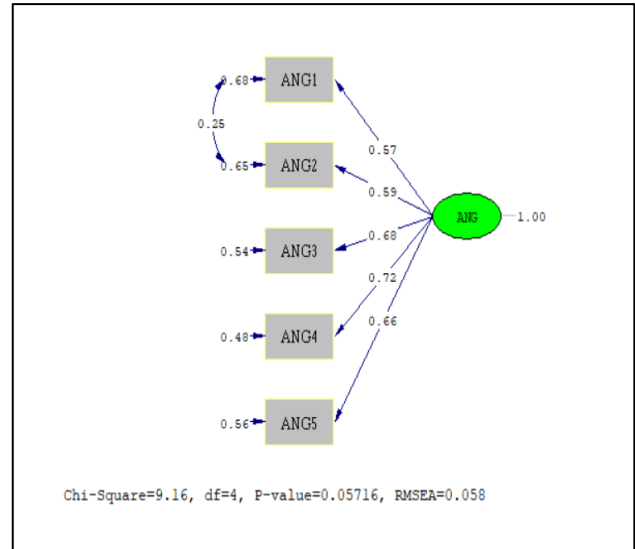 0.68 ANG1
0.25
0.57
0.65 ANG2
0.59
ANG 1.00
0.68
0.54 ANG3
0.72
0.66
0.48 ANG4
0.56 ANG5
Chi-Square=9.16, df=4, P-value=0.05716, RMSEA=0.058